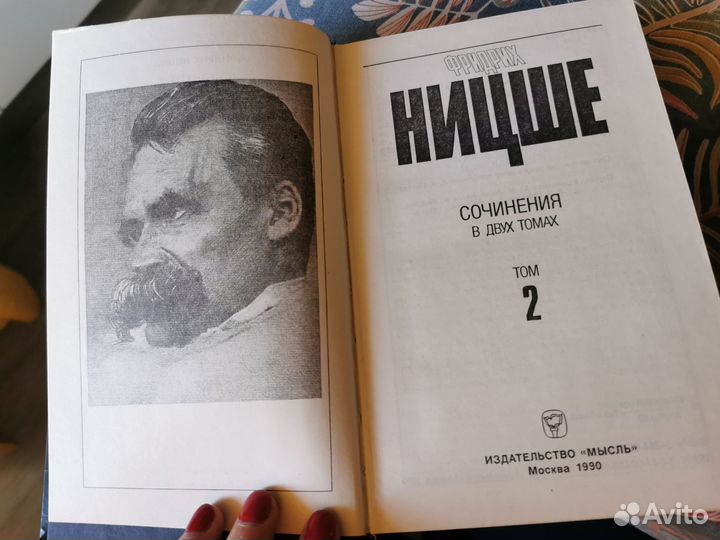 ФРИДРИХ
НИЦШЕ
СОЧИНЕНИЯ
В ДВУХ ТОМАХ
ТОМ
2
ИЗДАТЕЛЬСТВО «МЫСЛЬ»
Москва 1990
Avito